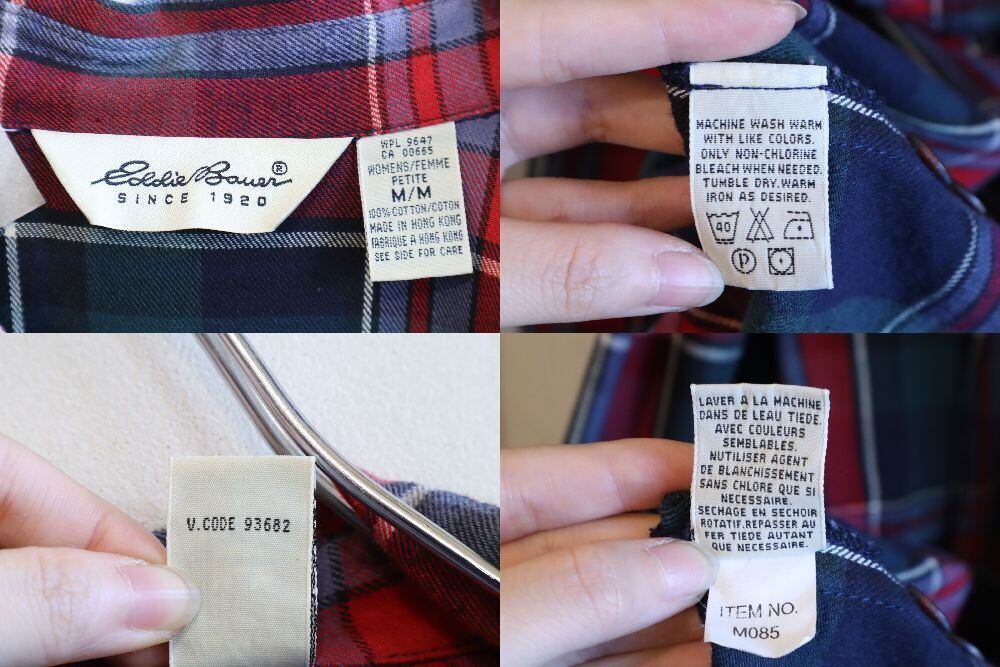 Eddie Bauer®
SINCE 1920
WPL 9647
CA 00665
WOMENS/FEMME
PETITE
M/M
100% COTTON/COTON
MADE IN HONG KONG
FABRIQUE A HONG KONG
SEE SIDE FOR CARE
MACHINE WASH WARM
WITH LIKE COLORS.
ONLY NON-CHLORINE
BLEACH WHEN NEEDED.
TUMBLE DRY.WARM
IRON AS DESIRED.
40
P
V.CODE 93682
LAVER A LA MACHINE
DANS DE LEAU TIEDE.
AVEC COULEURS
SEMBLABLES.
NUTILISER AGENT
DE BLANCHISSEMENT
SANS CHLORE QUE SI
NECESSAIRE.
SECHAGE EN SECHOIR
ROTATIF.REPASSER AU
FER TIEDE AUTANT
QUE NECESSAIRE.
ITEM NO.
M085